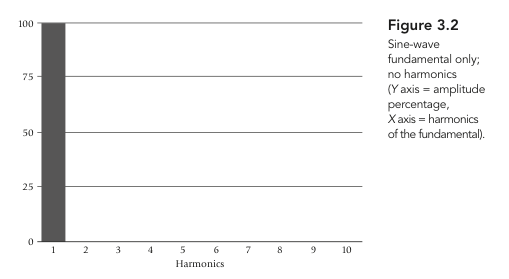 100
75
50
25
0
1 2 3 4 5 6 7 8 9 10
Harmonics
Figure 3.2
Sine-wave
fundamental only;
no harmonics
(Y axis = amplitude
percentage,
X axis = harmonics
of the fundamental).